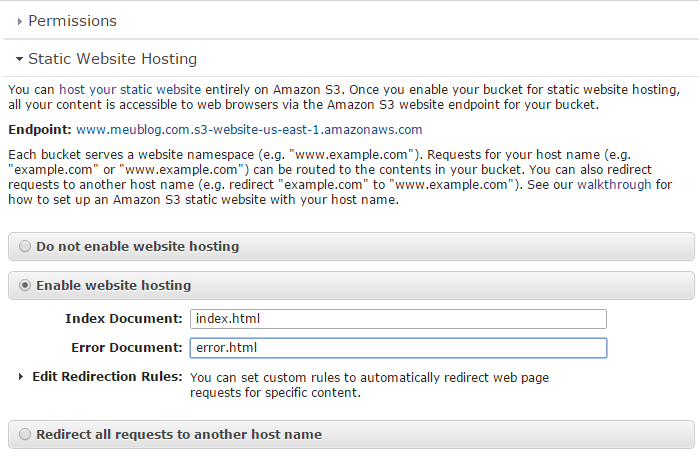 Permissions
Static Website Hosting
You can host your static website entirely on Amazon S3. Once you enable your bucket for static website hosting,
all your content is accessible to web browsers via the Amazon S3 website endpoint for your bucket.
Endpoint: www.meublog.com.s3-website-us-east-1.amazonaws.com
Each bucket serves a website namespace (e.g. "www.example.com"). Requests for your host name (e.g.
"example.com" or "www.example.com") can be routed to the contents in your bucket. You can also redirect
requests to another host name (e.g. redirect "example.com" to "www.example.com"). See our walkthrough for
how to set up an Amazon S3 static website with your host name.
Do not enable website hosting
Enable website hosting
Index Document: index.html
Error Document: error.html
Edit Redirection Rules: You can set custom rules to automatically redirect web page
requests for specific content.
Redirect all requests to another host name